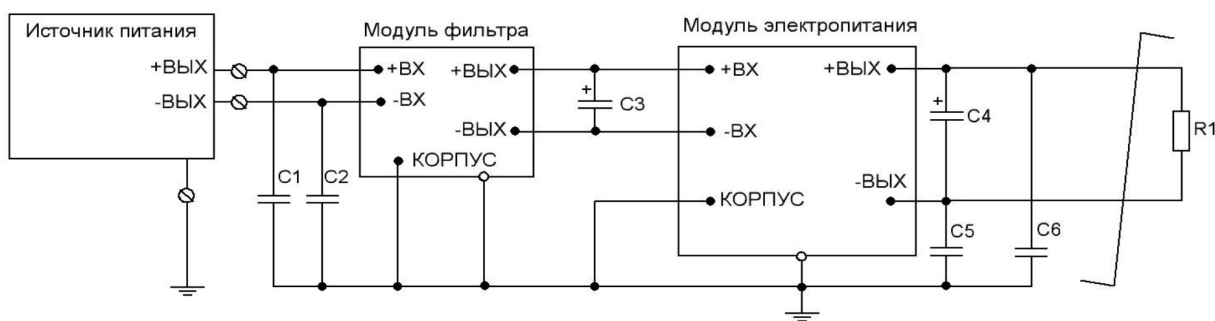 Источник питания
+ВЫХ
-ВЫХ
Модуль фильтра
+ВХ
-ВХ
+ВЫХ
-ВЫХ
КОРПУС
C1
C2
+
C3
Модуль электропитания
+ВХ
-ВХ
КОРПУС
+ВЫХ
-ВЫХ
+
C4
C5
C6
R1